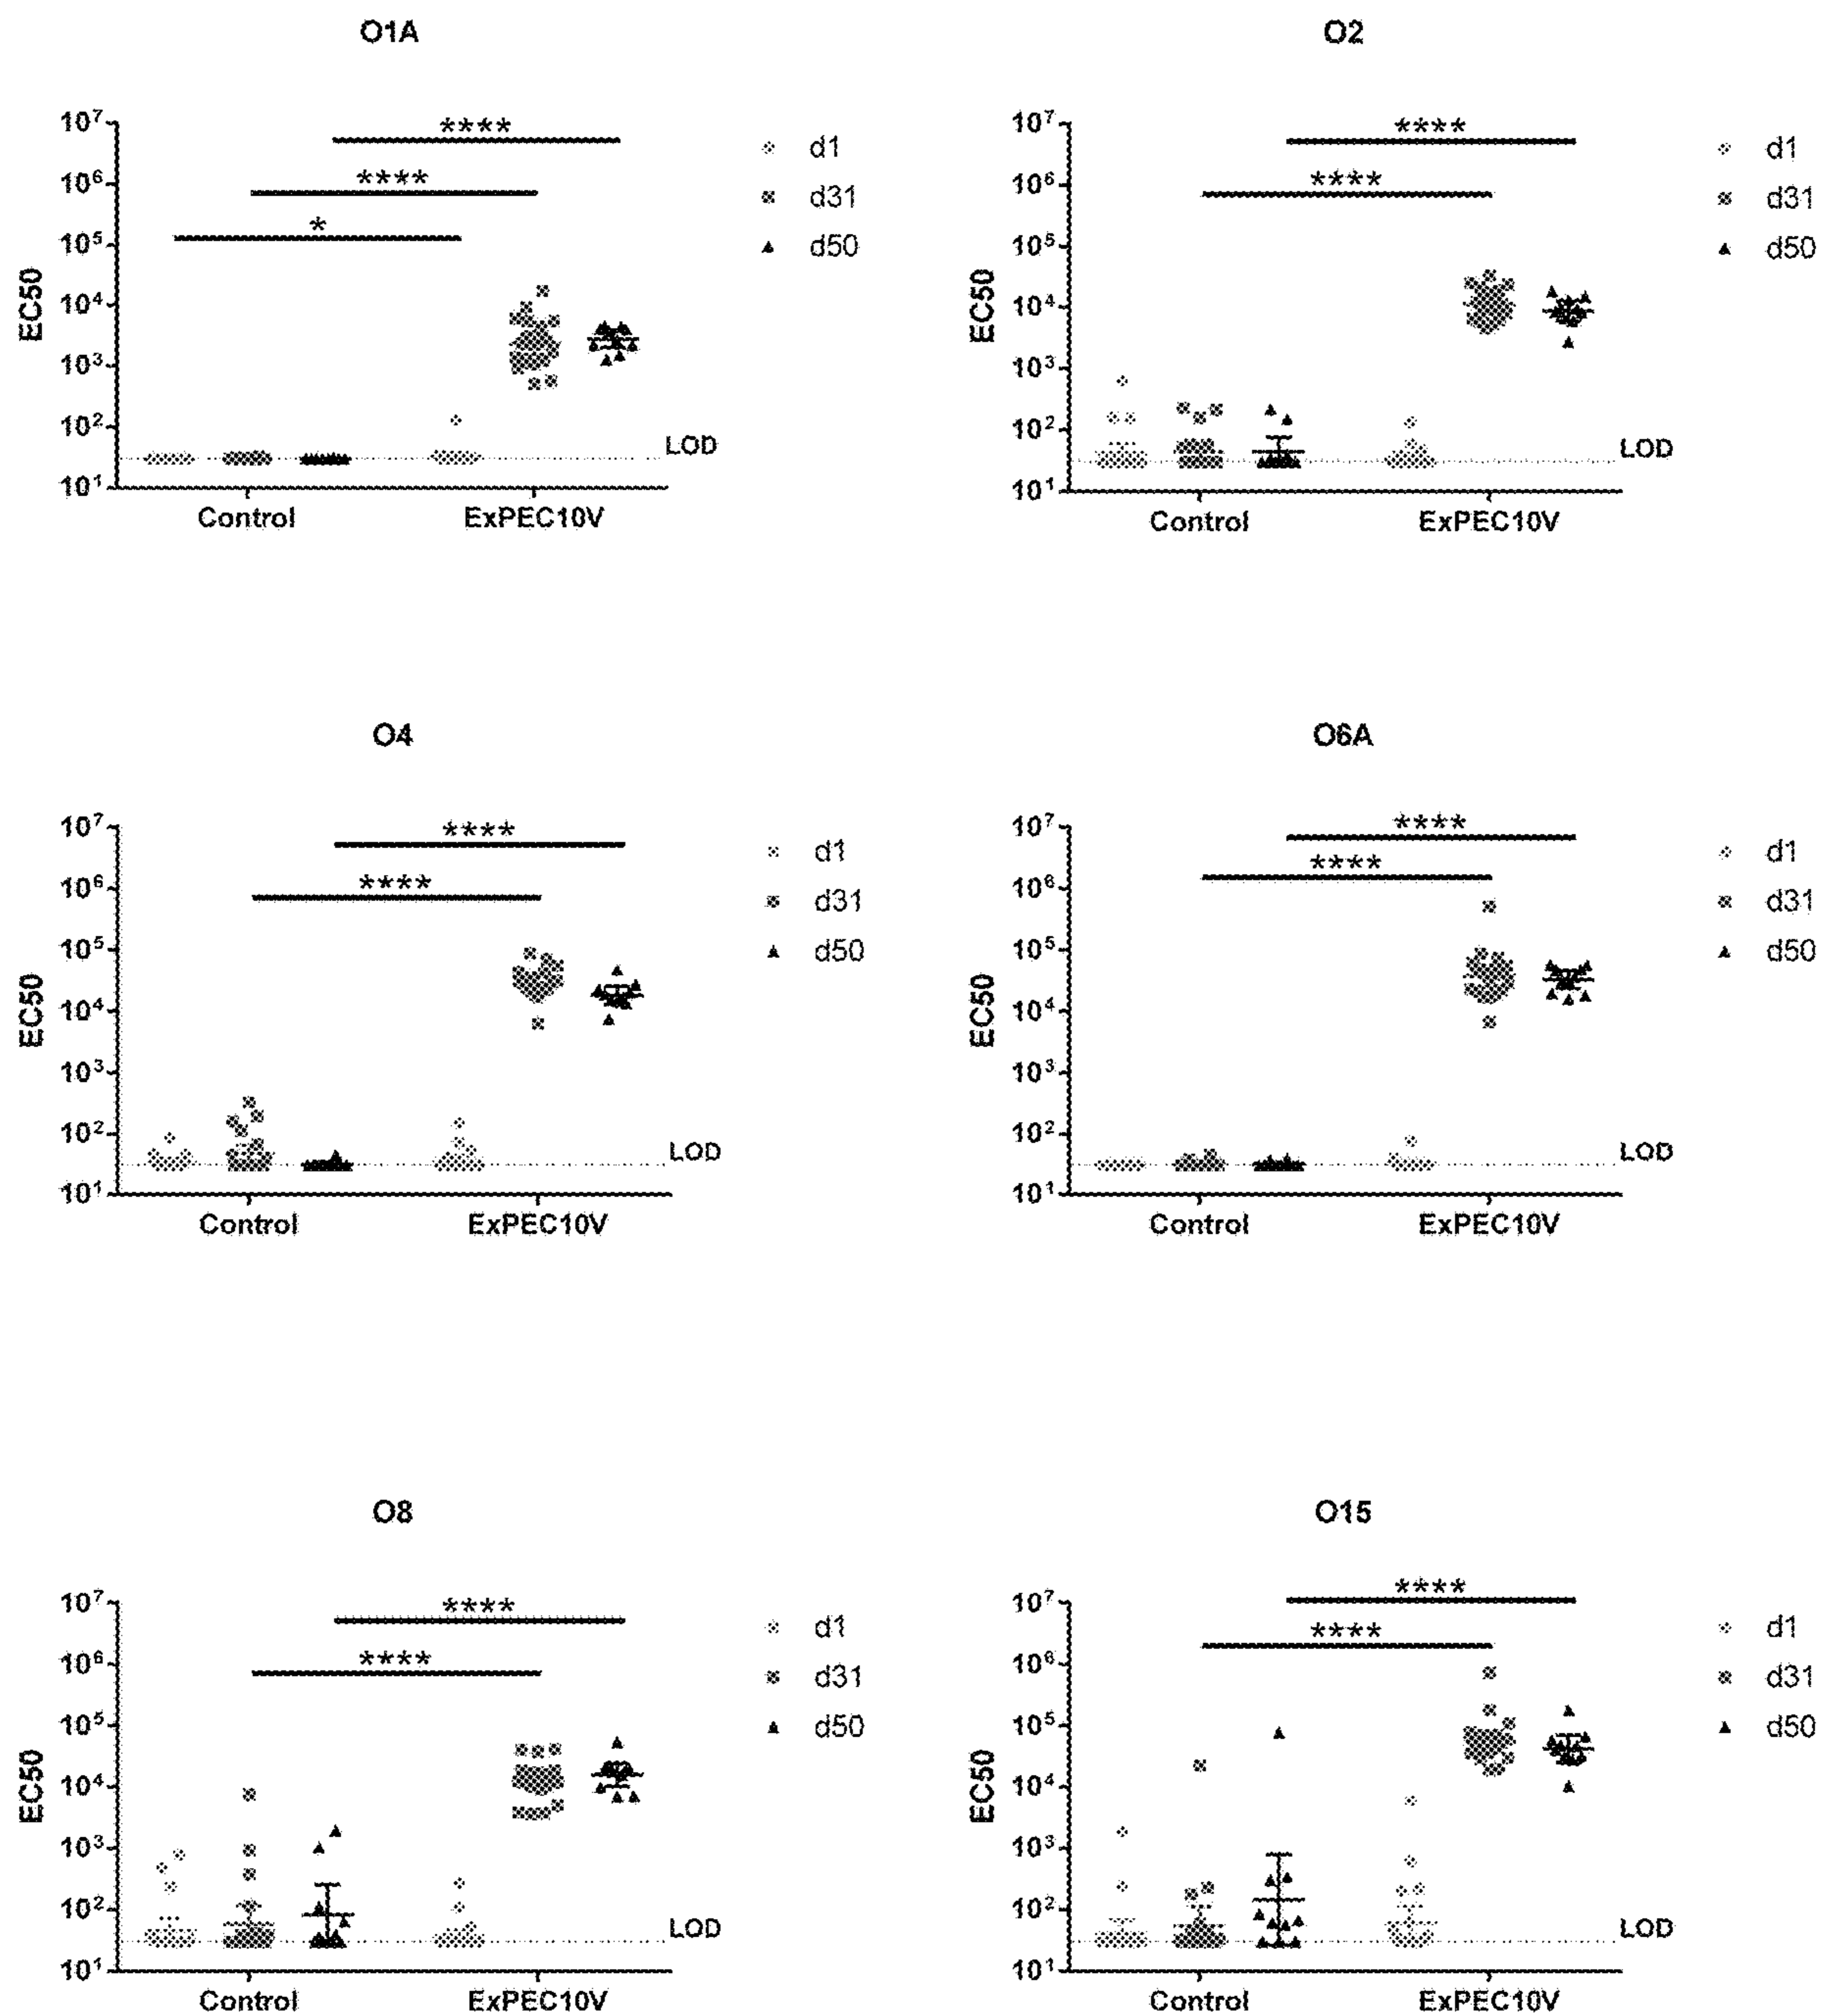 O1A
10⁷
10⁶
10⁵
10⁴
10³
10²
10¹
EC50
****
****
*
d1
d31
d50
LOD
Control
ExPEC10V
O2
10⁷
10⁶
10⁵
10⁴
10³
10²
10¹
EC50
****
****
d1
d31
d50
LOD
Control
ExPEC10V
O4
10⁷
10⁶
10⁵
10⁴
10³
10²
10¹
EC50
****
****
d1
d31
d50
LOD
Control
ExPEC10V
O6A
10⁷
10⁶
10⁵
10⁴
10³
10²
10¹
EC50
****
****
d1
d31
d50
LOD
Control
ExPEC10V
O8
10⁷
10⁶
10⁵
10⁴
10³
10²
10¹
EC50
****
****
d1
d31
d50
LOD
Control
ExPEC10V
O15
10⁷
10⁶
10⁵
10⁴
10³
10²
10¹
EC50
****
****
d1
d31
d50
LOD
Control
ExPEC10V